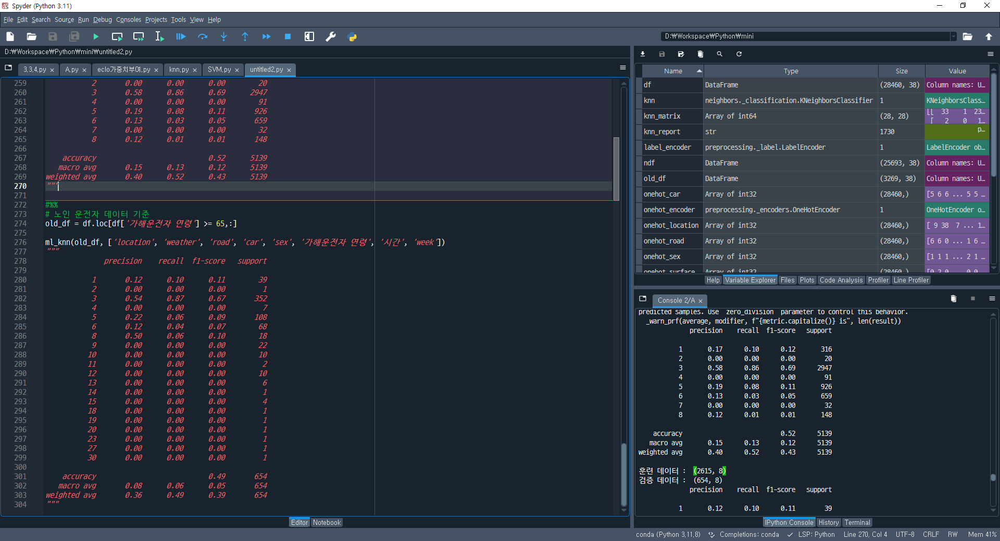 Spyder (Python 3.11)
File Edit Search Source Run Debug Consoles Projects Tools View Help
D:₩Workspace₩Python₩mini
D:₩Workspace₩Python₩mini₩untitled2.py
3.3.4.py A.py eclo가중치부여.py knn.py SVM.py untitled2.py
259 2 0.00 0.00 0.00 20
260 3 0.58 0.86 0.69 2947
261 4 0.00 0.00 0.00 91
262 5 0.19 0.08 0.11 926
263 6 0.13 0.03 0.05 659
264 7 0.00 0.00 0.00 32
265 8 0.12 0.01 0.01 148
266
267 accuracy 0.52 5139
268 macro avg 0.15 0.13 0.12 5139
269 weighted avg 0.40 0.52 0.43 5139
270 """
271
272 #%%
273 # 노인 운전자 데이터 기준
274 old_df = df.loc[df['가해운전자 연령'] >= 65,:]
275
276 ml_knn(old_df, ['location', 'weather', 'road', 'car', 'sex', '가해운전자 연령', '시간', 'week'])
277 """
278 precision recall f1-score support
279
280 1 0.12 0.10 0.11 39
281 2 0.00 0.00 0.00 1
282 3 0.54 0.87 0.67 352
283 4 0.00 0.00 0.00 7
284 5 0.22 0.06 0.09 108
285 6 0.12 0.04 0.07 68
286 8 0.50 0.06 0.10 18
287 9 0.00 0.00 0.00 22
288 10 0.00 0.00 0.00 10
289 11 0.00 0.00 0.00 2
290 12 0.00 0.00 0.00 10
291 13 0.00 0.00 0.00 6
292 14 0.00 0.00 0.00 1
293 15 0.00 0.00 0.00 4
294 18 0.00 0.00 0.00 1
295 19 0.00 0.00 0.00 1
296 20 0.00 0.00 0.00 1
297 23 0.00 0.00 0.00 1
298 27 0.00 0.00 0.00 1
299 30 0.00 0.00 0.00 1
300
301 accuracy 0.49 654
302 macro avg 0.08 0.06 0.05 654
303 weighted avg 0.36 0.49 0.39 654
304 """
Editor Notebook
Name Type Size Value
df DataFrame (28460, 38) Column names: U…
knn neighbors._classification.KNeighborsClassifier 1 KNeighborsClass…
knn_matrix Array of int64 (28, 28) [[ 33 1 23…
[ 2 0 1…
knn_report str 1730 p…
label_encoder preprocessing._label.LabelEncoder 1 LabelEncoder ob…
ndf DataFrame (25693, 38) Column names: U…
old_df DataFrame (3269, 38) Column names: U…
onehot_car Array of int32 (28460,) [5 6 6 ... 5 5 …
onehot_encoder preprocessing._encoders.OneHotEncoder 1 OneHotEncoder o…
onehot_location Array of int32 (28460,) [ 9 38 7 ... 1…
onehot_road Array of int32 (28460,) [6 6 0 ... 1 6 …
onehot_sex Array of int32 (28460,) [1 1 1 ... 2 1 …
onehot_surface Array of int32 (28460,) [0 2 0 ... 0 0 …
Help Variable Explorer Files Plots Code Analysis Profiler Line Profiler
Console 2/A
predicted samples. Use `zero_division` parameter to control this behavior.
_warn_prf(average, modifier, f"{metric.capitalize()} is", len(result))
precision recall f1-score support
1 0.17 0.10 0.12 316
2 0.00 0.00 0.00 20
3 0.58 0.86 0.69 2947
4 0.00 0.00 0.00 91
5 0.19 0.08 0.11 926
6 0.13 0.03 0.05 659
7 0.00 0.00 0.00 32
8 0.12 0.01 0.01 148
accuracy 0.52 5139
macro avg 0.15 0.13 0.12 5139
weighted avg 0.40 0.52 0.43 5139
훈련 데이터 : (2615, 8)
검증 데이터 : (654, 8)
precision recall f1-score support
1 0.12 0.10 0.11 39
IPython Console History Terminal
conda (Python 3.11.8) Completions: conda LSP: Python Line 270, Col 4 UTF-8 CRLF RW Mem 41%